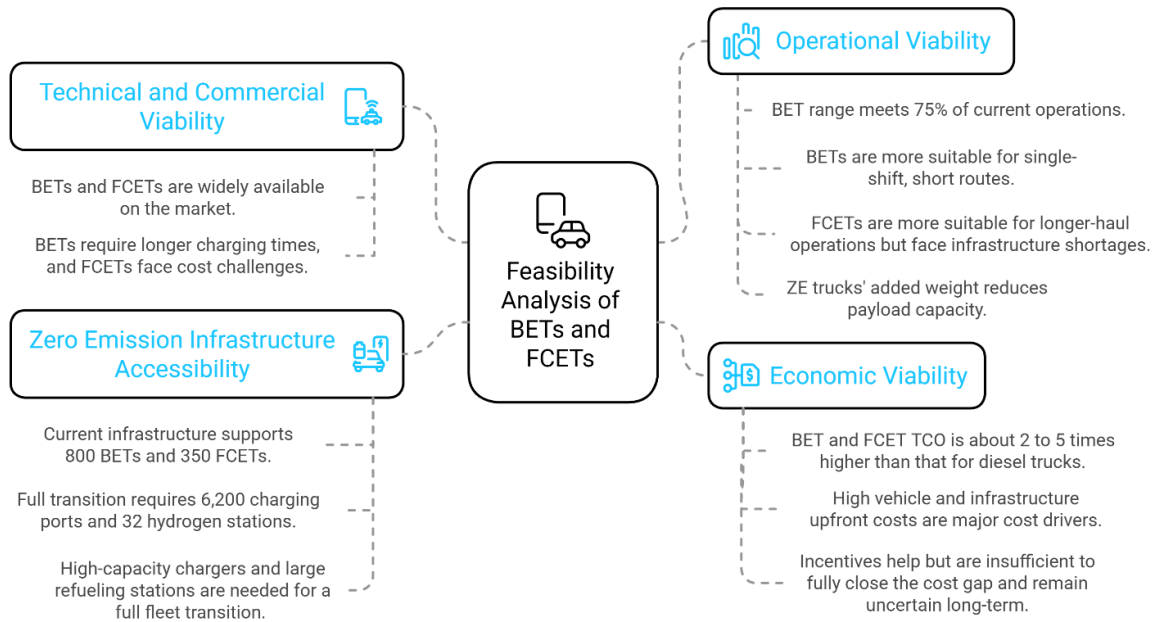 Technical and Commercial
Viability
BETs and FCETs are widely available
on the market.
BETs require longer charging times,
and FCETs face cost challenges.
Zero Emission Infrastructure
Accessibility
Current infrastructure supports
800 BETs and 350 FCETs.
Full transition requires 6,200 charging
ports and 32 hydrogen stations.
High-capacity chargers and large
refueling stations are needed for a
full fleet transition.
Feasibility
Analysis of
BETs and
FCETs
Operational Viability
BET range meets 75% of current operations.
BETs are more suitable for single-
shift, short routes.
FCETs are more suitable for longer-haul
operations but face infrastructure shortages.
ZE trucks' added weight reduces
payload capacity.
Economic Viability
BET and FCET TCO is about 2 to 5 times
higher than that for diesel trucks.
High vehicle and infrastructure
upfront costs are major cost drivers.
Incentives help but are insufficient to
fully close the cost gap and remain
uncertain long-term.